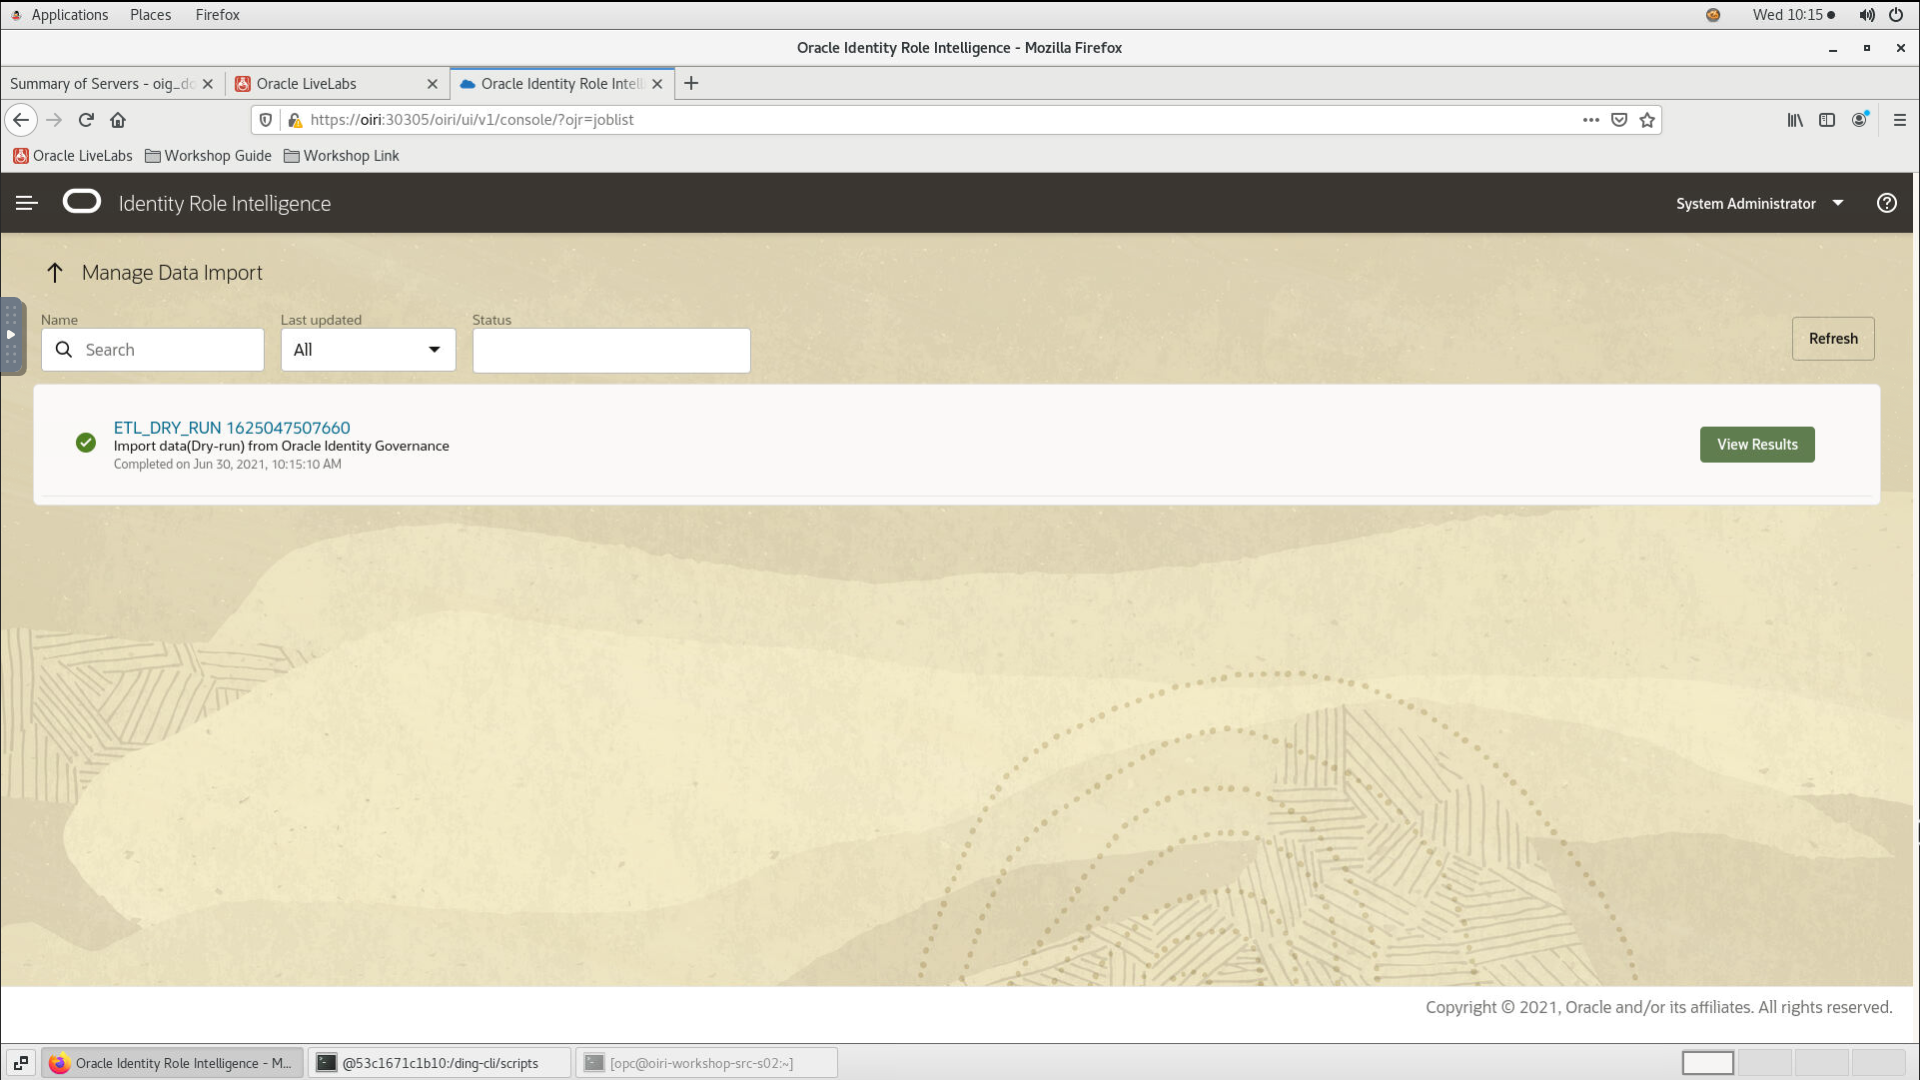 Applications Places Firefox Wed 10:15
Oracle Identity Role Intelligence - Mozilla Firefox
Summary of Servers - oig_do Oracle LiveLabs Oracle Identity Role Intell
https://oiri:30305/oiri/ui/v1/console/?ojr=joblist
Oracle LiveLabs Workshop Guide Workshop Link
Identity Role Intelligence System Administrator
Manage Data Import
Name Last updated Status
Search All Refresh
ETL_DRY_RUN 1625047507660
Import data(Dry-run) from Oracle Identity Governance
Completed on Jun 30, 2021, 10:15:10 AM
View Results
Copyright © 2021, Oracle and/or its affiliates. All rights reserved.
Oracle Identity Role Intelligence - M... @53c1671c1b10:/ding-cli/scripts [opc@oiri-workshop-src-s02:~]